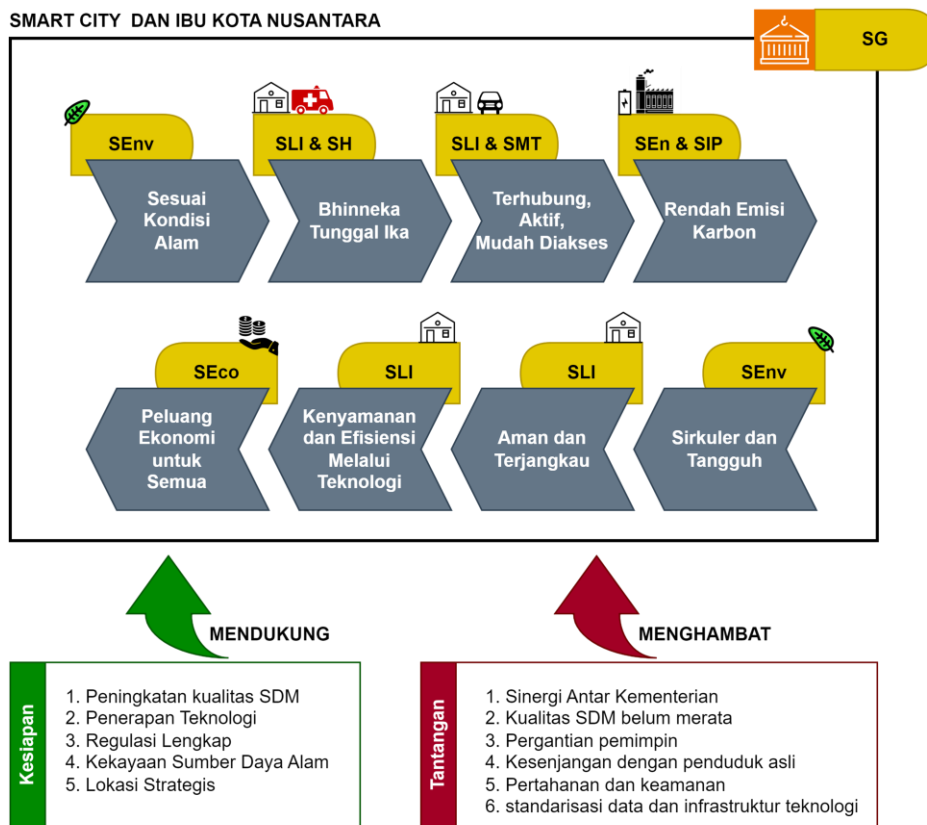 SMART CITY DAN IBU KOTA NUSANTARA
SG
SEnv
SLI & SH
SLI & SMT
SEn & SIP
Sesuai
Kondisi
Alam
Bhinneka
Tunggal Ika
Terhubung,
Aktif,
Mudah Diakses
Rendah Emisi
Karbon
SEco
SLI
SLI
SEnv
Peluang
Ekonomi
untuk
Semua
Kenyamanan
dan Efisiensi
Melalui
Teknologi
Aman dan
Terjangkau
Sirkuler dan
Tangguh
MENDUKUNG
MENGHAMBAT
Kesiapan
1. Peningkatan kualitas SDM
2. Penerapan Teknologi
3. Regulasi Lengkap
4. Kekayaan Sumber Daya Alam
5. Lokasi Strategis
Tantangan
1. Sinergi Antar Kementerian
2. Kualitas SDM belum merata
3. Pergantian pemimpin
4. Kesenjangan dengan penduduk asli
5. Pertahanan dan keamanan
6. standarisasi data dan infrastruktur teknologi